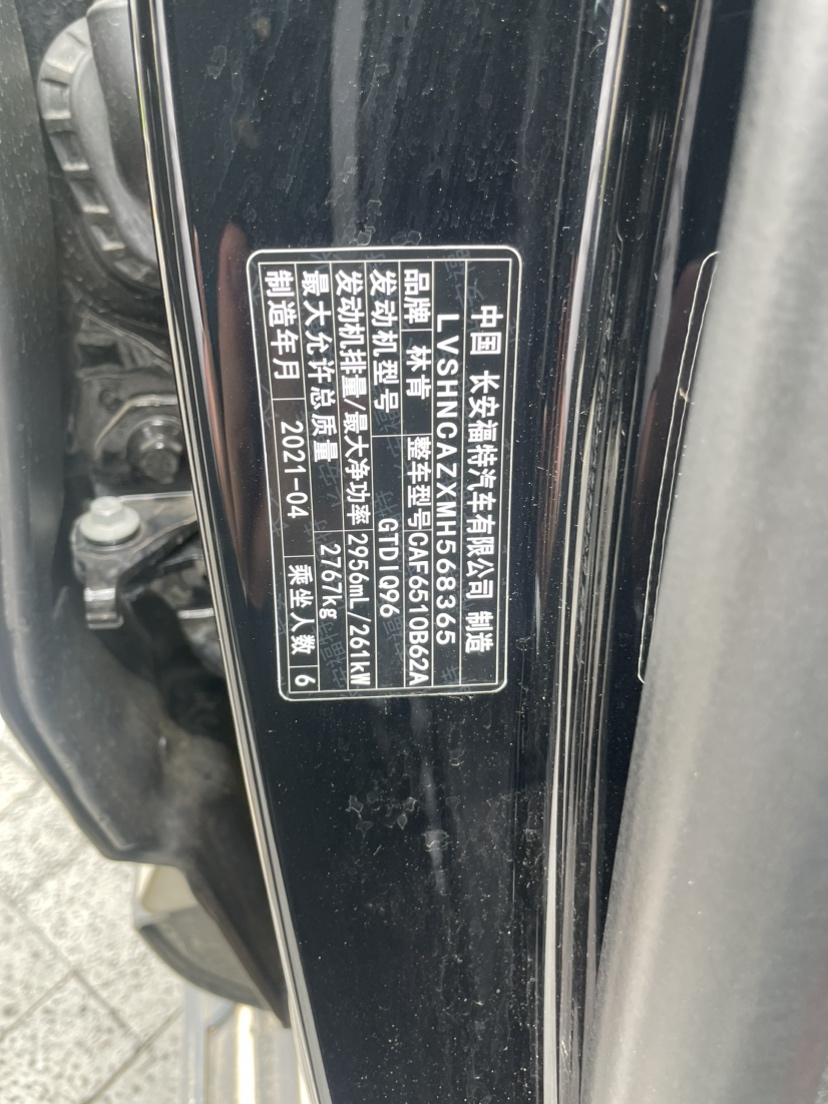 中国 长安福特汽车有限公司 制造
LVSHNCAZXMH568365
品牌 林肯 整车型号 CAF6510B62A
发动机型号 GTDIQ96
发动机排量/最大净功率 2956mL/261kW
最大允许总质量 2767kg
制造年月 2021-04 乘坐人数 6